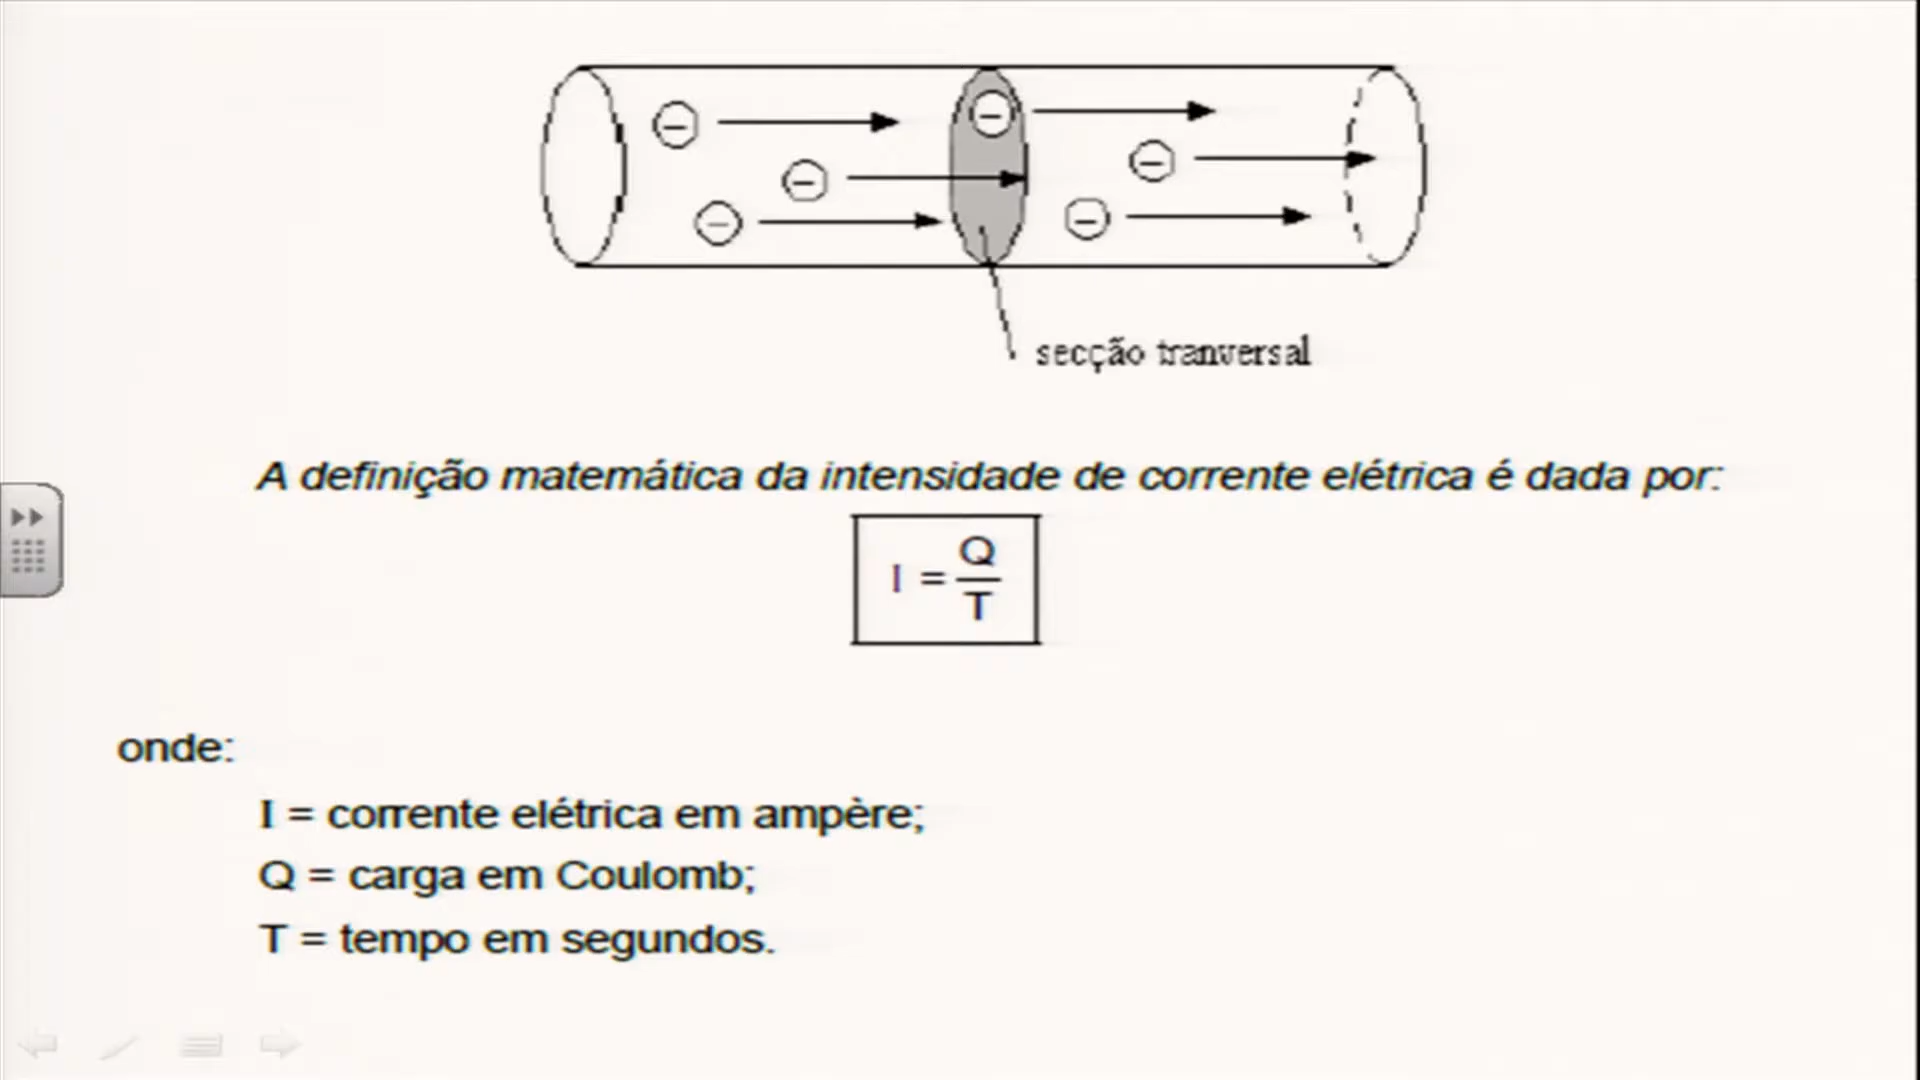 secção tranversal
A definição matemática da intensidade de corrente elétrica é dada por:
I = Q
T
onde:
I = corrente elétrica em ampère;
Q = carga em Coulomb;
T = tempo em segundos.